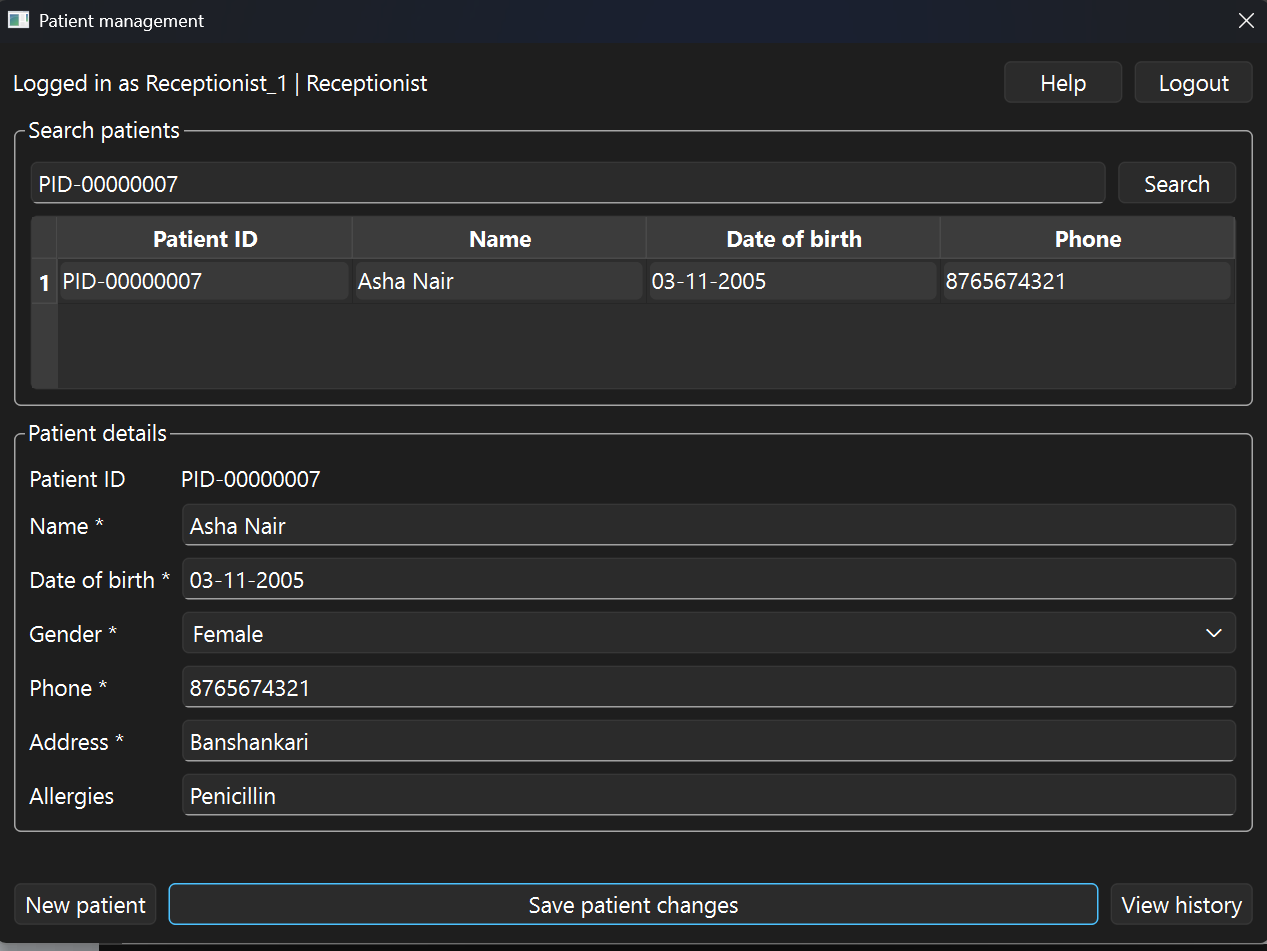 Patient management
Logged in as Receptionist_1 | Receptionist
Help
Logout
Search patients
PID-00000007
Search
Patient ID Name Date of birth Phone
1 PID-00000007 Asha Nair 03-11-2005 8765674321
Patient details
Patient ID PID-00000007
Name * Asha Nair
Date of birth * 03-11-2005
Gender * Female
Phone * 8765674321
Address * Banshankari
Allergies Penicillin
New patient
Save patient changes
View history